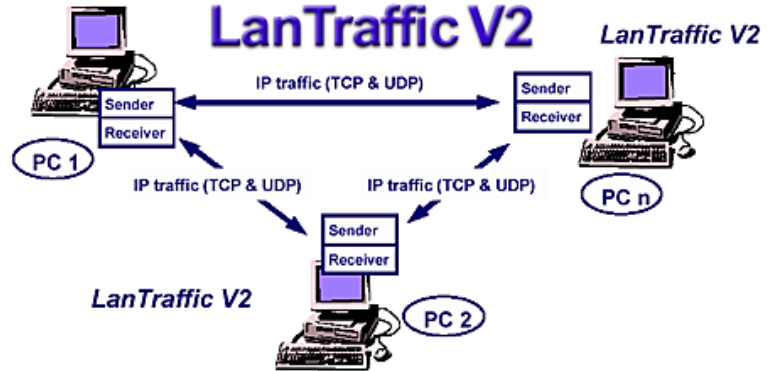 LanTraffic V2
LanTraffic V2
IP traffic (TCP & UDP)
Sender
Receiver
PC 1
Sender
Receiver
PC n
IP traffic (TCP & UDP)
IP traffic (TCP & UDP)
Sender
Receiver
LanTraffic V2
PC 2